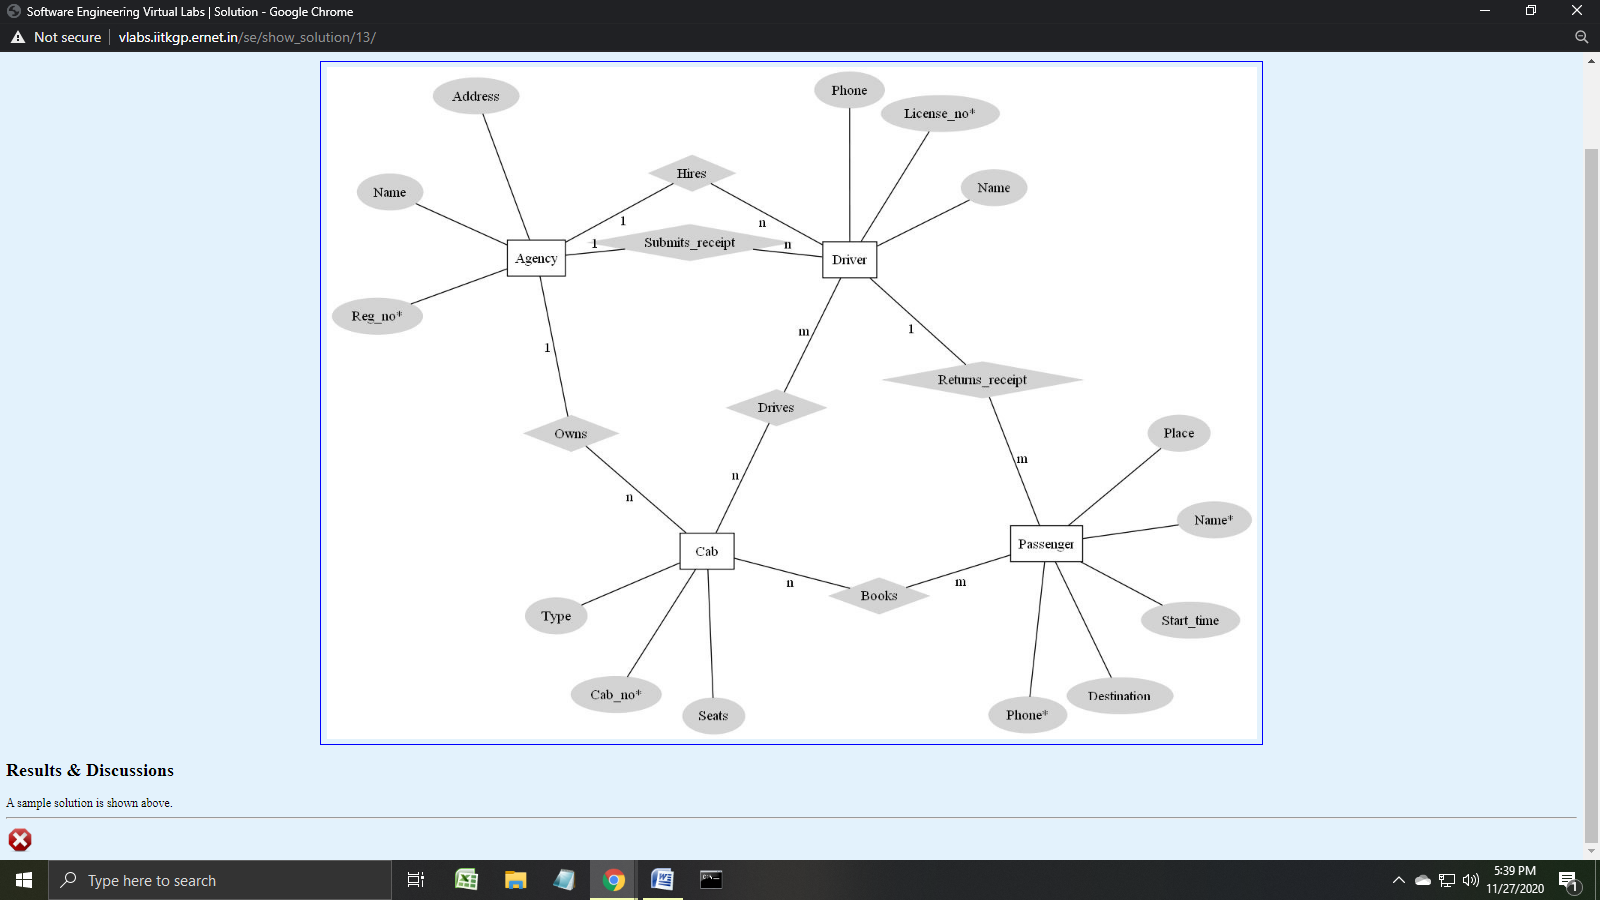 Software Engineering Virtual Labs | Solution - Google Chrome
Not secure | vlabs.iitkgp.ernet.in/se/show_solution/13/
Address
Phone
License_no*
Hires
Name
Name
1
n
1
Submits_receipt
n
Agency
Driver
Reg_no*
1
m
1
Returns_receipt
Drives
Owns
Place
m
n
n
Name*
Passenger
Cab
n
m
Books
Type
Start_time
Cab_no*
Destination
Seats
Phone*
Results & Discussions
A sample solution is shown above.
Type here to search
5:39 PM
11/27/2020
1